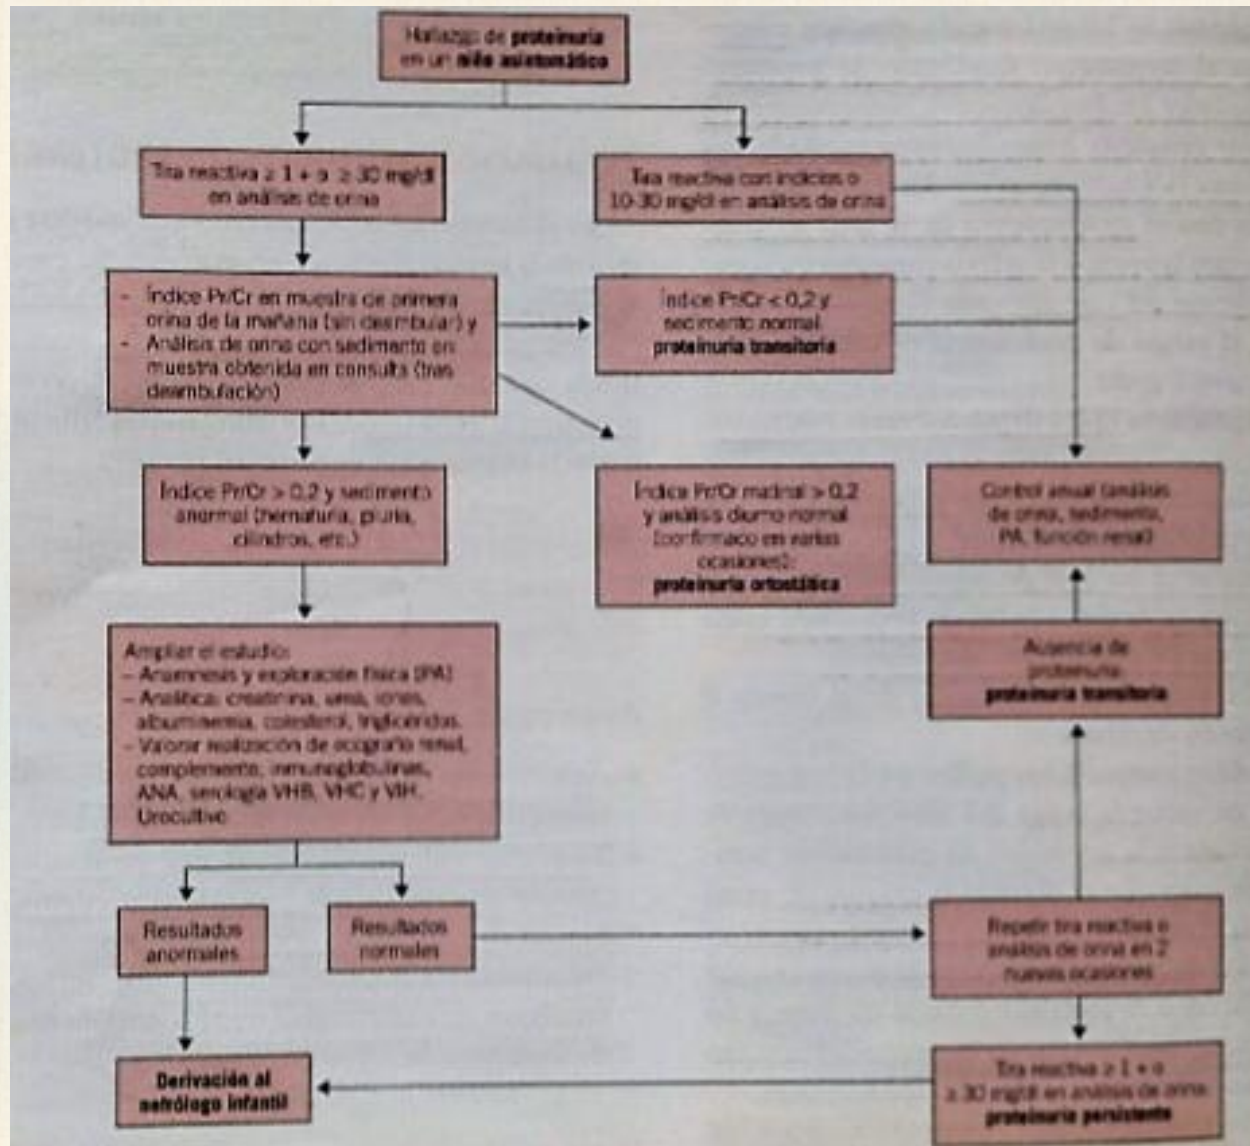 Hallazgo de proteinuria
en un niño asintomático
Tira reactiva ≥ 1 + o ≥ 30 mg/dl
en análisis de orina
Tira reactiva con indicios o
10-30 mg/dl en análisis de orina
- Índice Pr/Cr en muestra de primera
orina de la mañana (sin deambular) y
- Análisis de orina con sedimento en
muestra obtenida en consulta (tras
deambulación)
Índice Pr/Cr < 0,2 y
sedimento normal:
proteinuria transitoria
Índice Pr/Cr > 0,2 y sedimento
anormal (hematuria, piuria,
cilindros, etc.)
Índice Pr/Cr matinal > 0,2
y análisis diurno normal
(confirmado en varias
ocasiones):
proteinuria ortostática
Control anual (análisis
de orina, sedimento,
PA, función renal)
Ampliar el estudio:
– Anamnesis y exploración física (PA)
– Analítica: creatinina, urea, iones,
albuminemia, colesterol, triglicéridos.
– Valorar realización de ecografía renal,
complemento, inmunoglobulinas,
ANA, serología VHB, VHC y VIH.
Urocultivo
Ausencia de
proteinuria:
proteinuria transitoria
Resultados
anormales
Resultados
normales
Repetir tira reactiva o
análisis de orina en 2
nuevas ocasiones
Derivación al
nefrólogo infantil
Tira reactiva ≥ 1 + o
≥ 30 mg/dl en análisis de orina:
proteinuria persistente